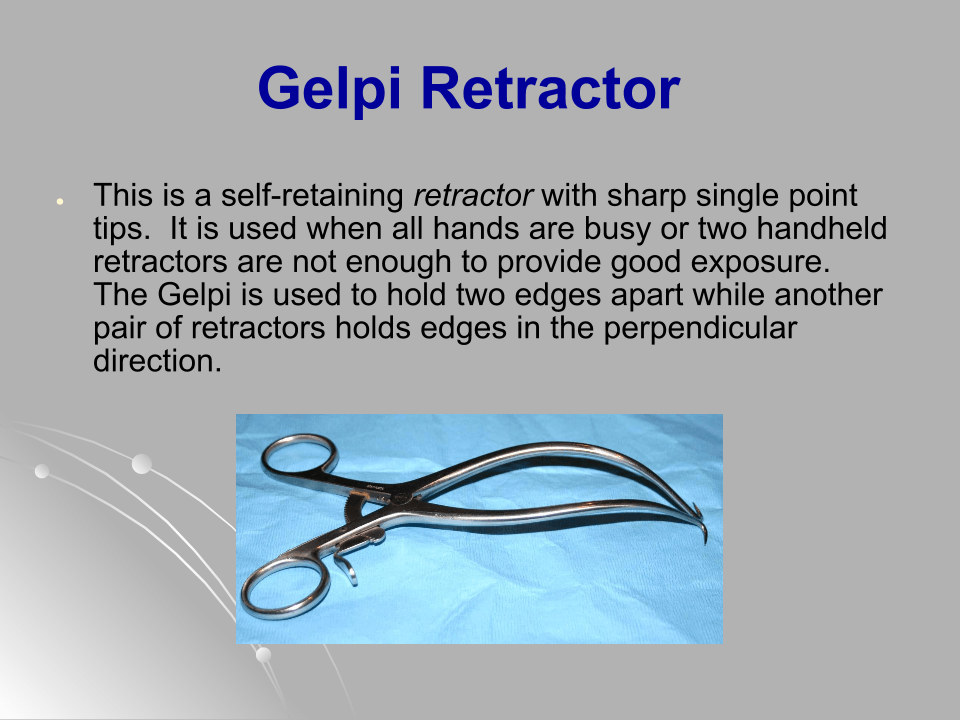 Gelpi Retractor
This is a self-retaining retractor with sharp single point
tips.  It is used when all hands are busy or two handheld
retractors are not enough to provide good exposure.
The Gelpi is used to hold two edges apart while another
pair of retractors holds edges in the perpendicular
direction.